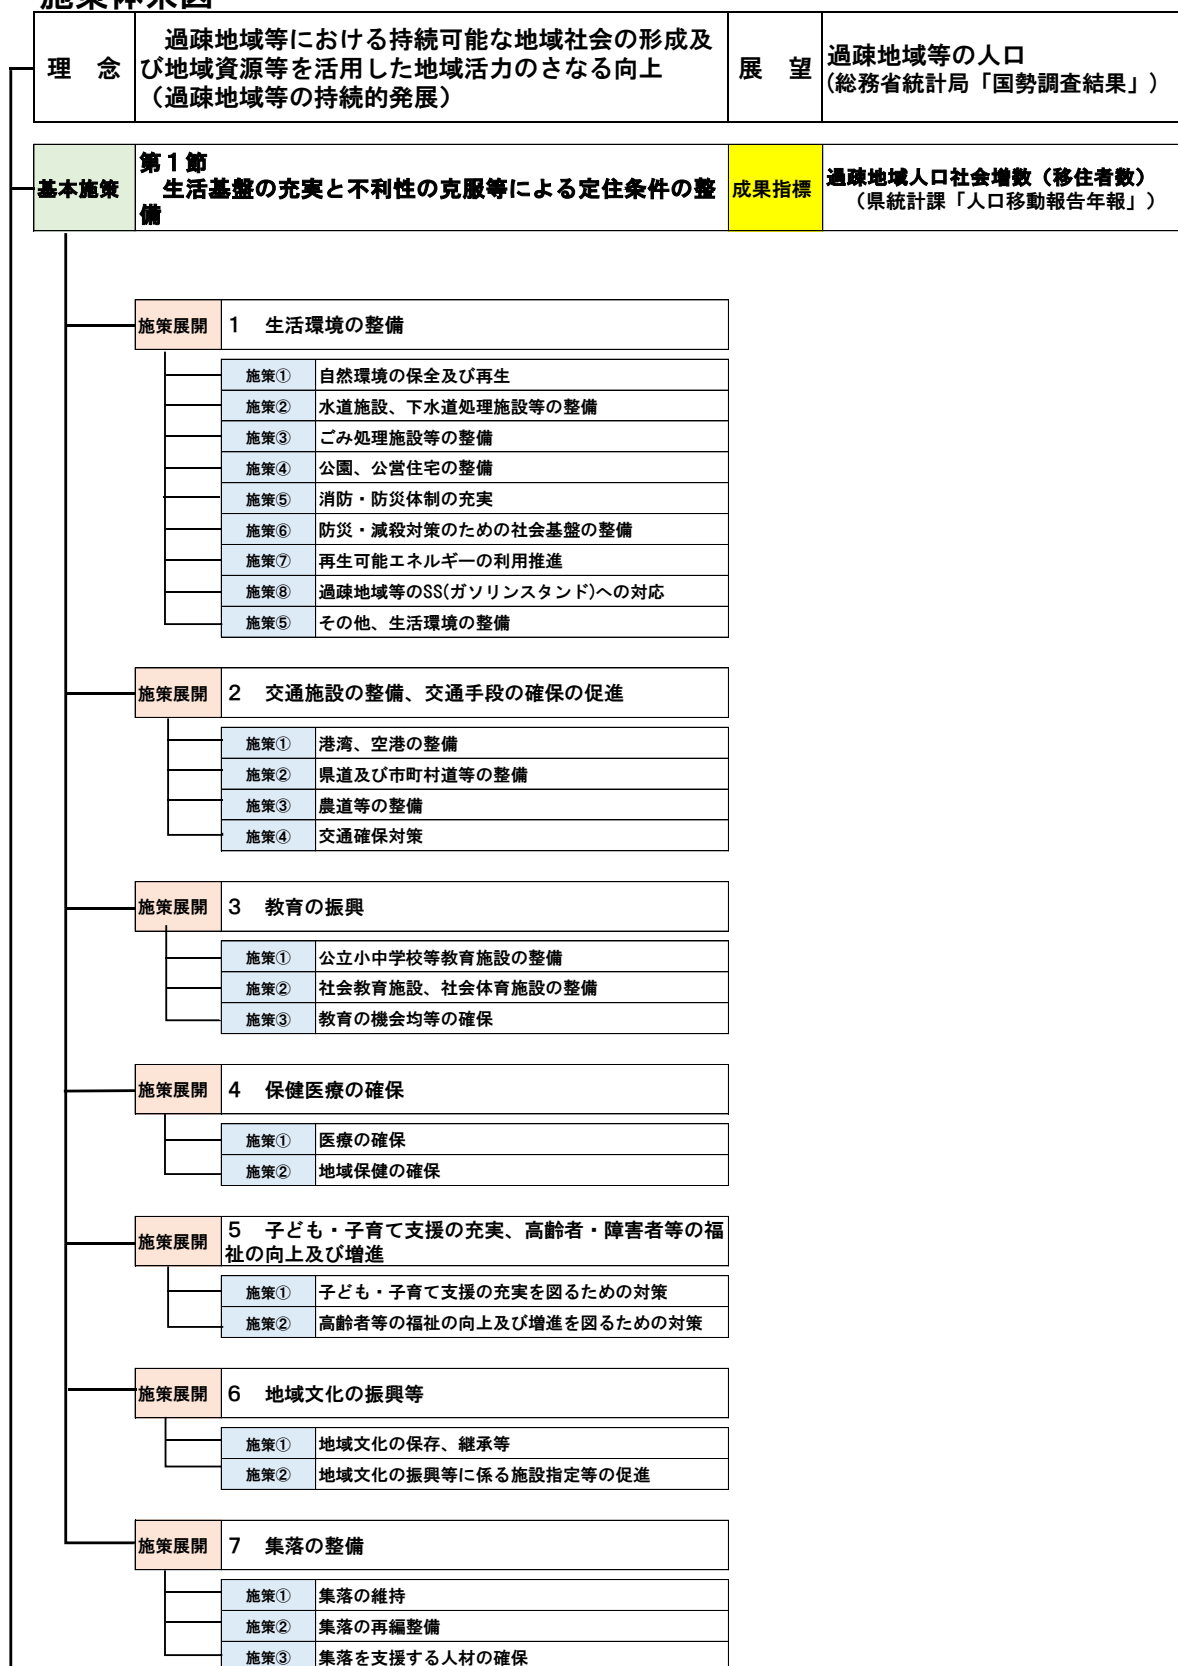 施策体系図
理　念
　過疎地域等における持続可能な地域社会の形成及
び地域資源等を活用した地域活力のさなる向上
（過疎地域等の持続的発展）
展　望
過疎地域等の人口
(総務省統計局「国勢調査結果」)
基本施策
第１節
　生活基盤の充実と不利性の克服等による定住条件の整
備
成果指標
過疎地域人口社会増数（移住者数）
（県統計課「人口移動報告年報」）
施策展開 1　生活環境の整備
施策① 自然環境の保全及び再生
施策② 水道施設、下水道処理施設等の整備
施策③ ごみ処理施設等の整備
施策④ 公園、公営住宅の整備
施策⑤ 消防・防災体制の充実
施策⑥ 防災・減殺対策のための社会基盤の整備
施策⑦ 再生可能エネルギーの利用推進
施策⑧ 過疎地域等のSS(ガソリンスタンド)への対応
施策⑤ その他、生活環境の整備
施策展開 2　交通施設の整備、交通手段の確保の促進
施策① 港湾、空港の整備
施策② 県道及び市町村道等の整備
施策③ 農道等の整備
施策④ 交通確保対策
施策展開 3　教育の振興
施策① 公立小中学校等教育施設の整備
施策② 社会教育施設、社会体育施設の整備
施策③ 教育の機会均等の確保
施策展開 4　保健医療の確保
施策① 医療の確保
施策② 地域保健の確保
施策展開
5　子ども・子育て支援の充実、高齢者・障害者等の福
祉の向上及び増進
施策① 子ども・子育て支援の充実を図るための対策
施策② 高齢者等の福祉の向上及び増進を図るための対策
施策展開 6　地域文化の振興等
施策① 地域文化の保存、継承等
施策② 地域文化の振興等に係る施設指定等の促進
施策展開 7　集落の整備
施策① 集落の維持
施策② 集落の再編整備
施策③ 集落を支援する人材の確保